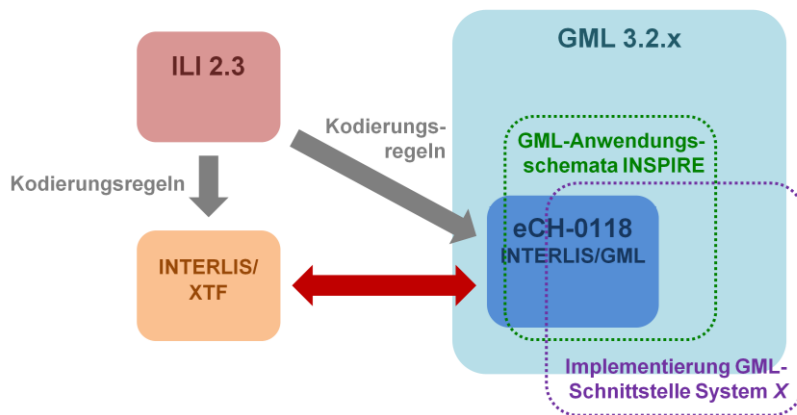 GML 3.2.x
ILI 2.3
Kodierungs-
regeln
GML-Anwendungs-
schemata INSPIRE
Kodierungsregeln
eCH-0118
INTERLIS/GML
INTERLIS/
XTF
Implementierung GML-
Schnittstelle System X